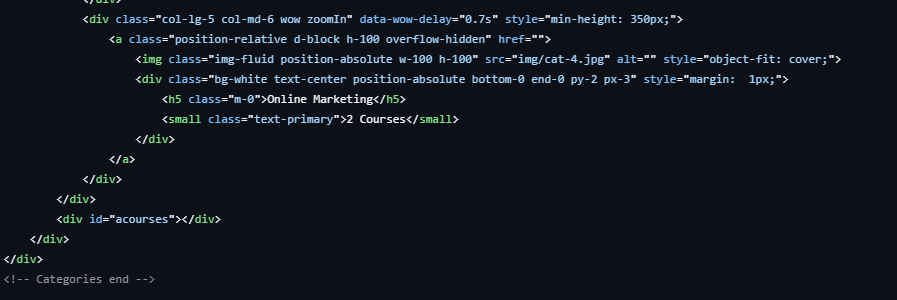 </div>
<div class="col-lg-5 col-md-6 wow zoomIn" data-wow-delay="0.7s" style="min-height: 350px;">
<a class="position-relative d-block h-100 overflow-hidden" href="">
<img class="img-fluid position-absolute w-100 h-100" src="img/cat-4.jpg" alt="" style="object-fit: cover;">
<div class="bg-white text-center position-absolute bottom-0 end-0 py-2 px-3" style="margin:  1px;">
<h5 class="m-0">Online Marketing</h5>
<small class="text-primary">2 Courses</small>
</div>
</a>
</div>
</div>
<div id="acourses"></div>
</div>
</div>
<!-- Categories end -->